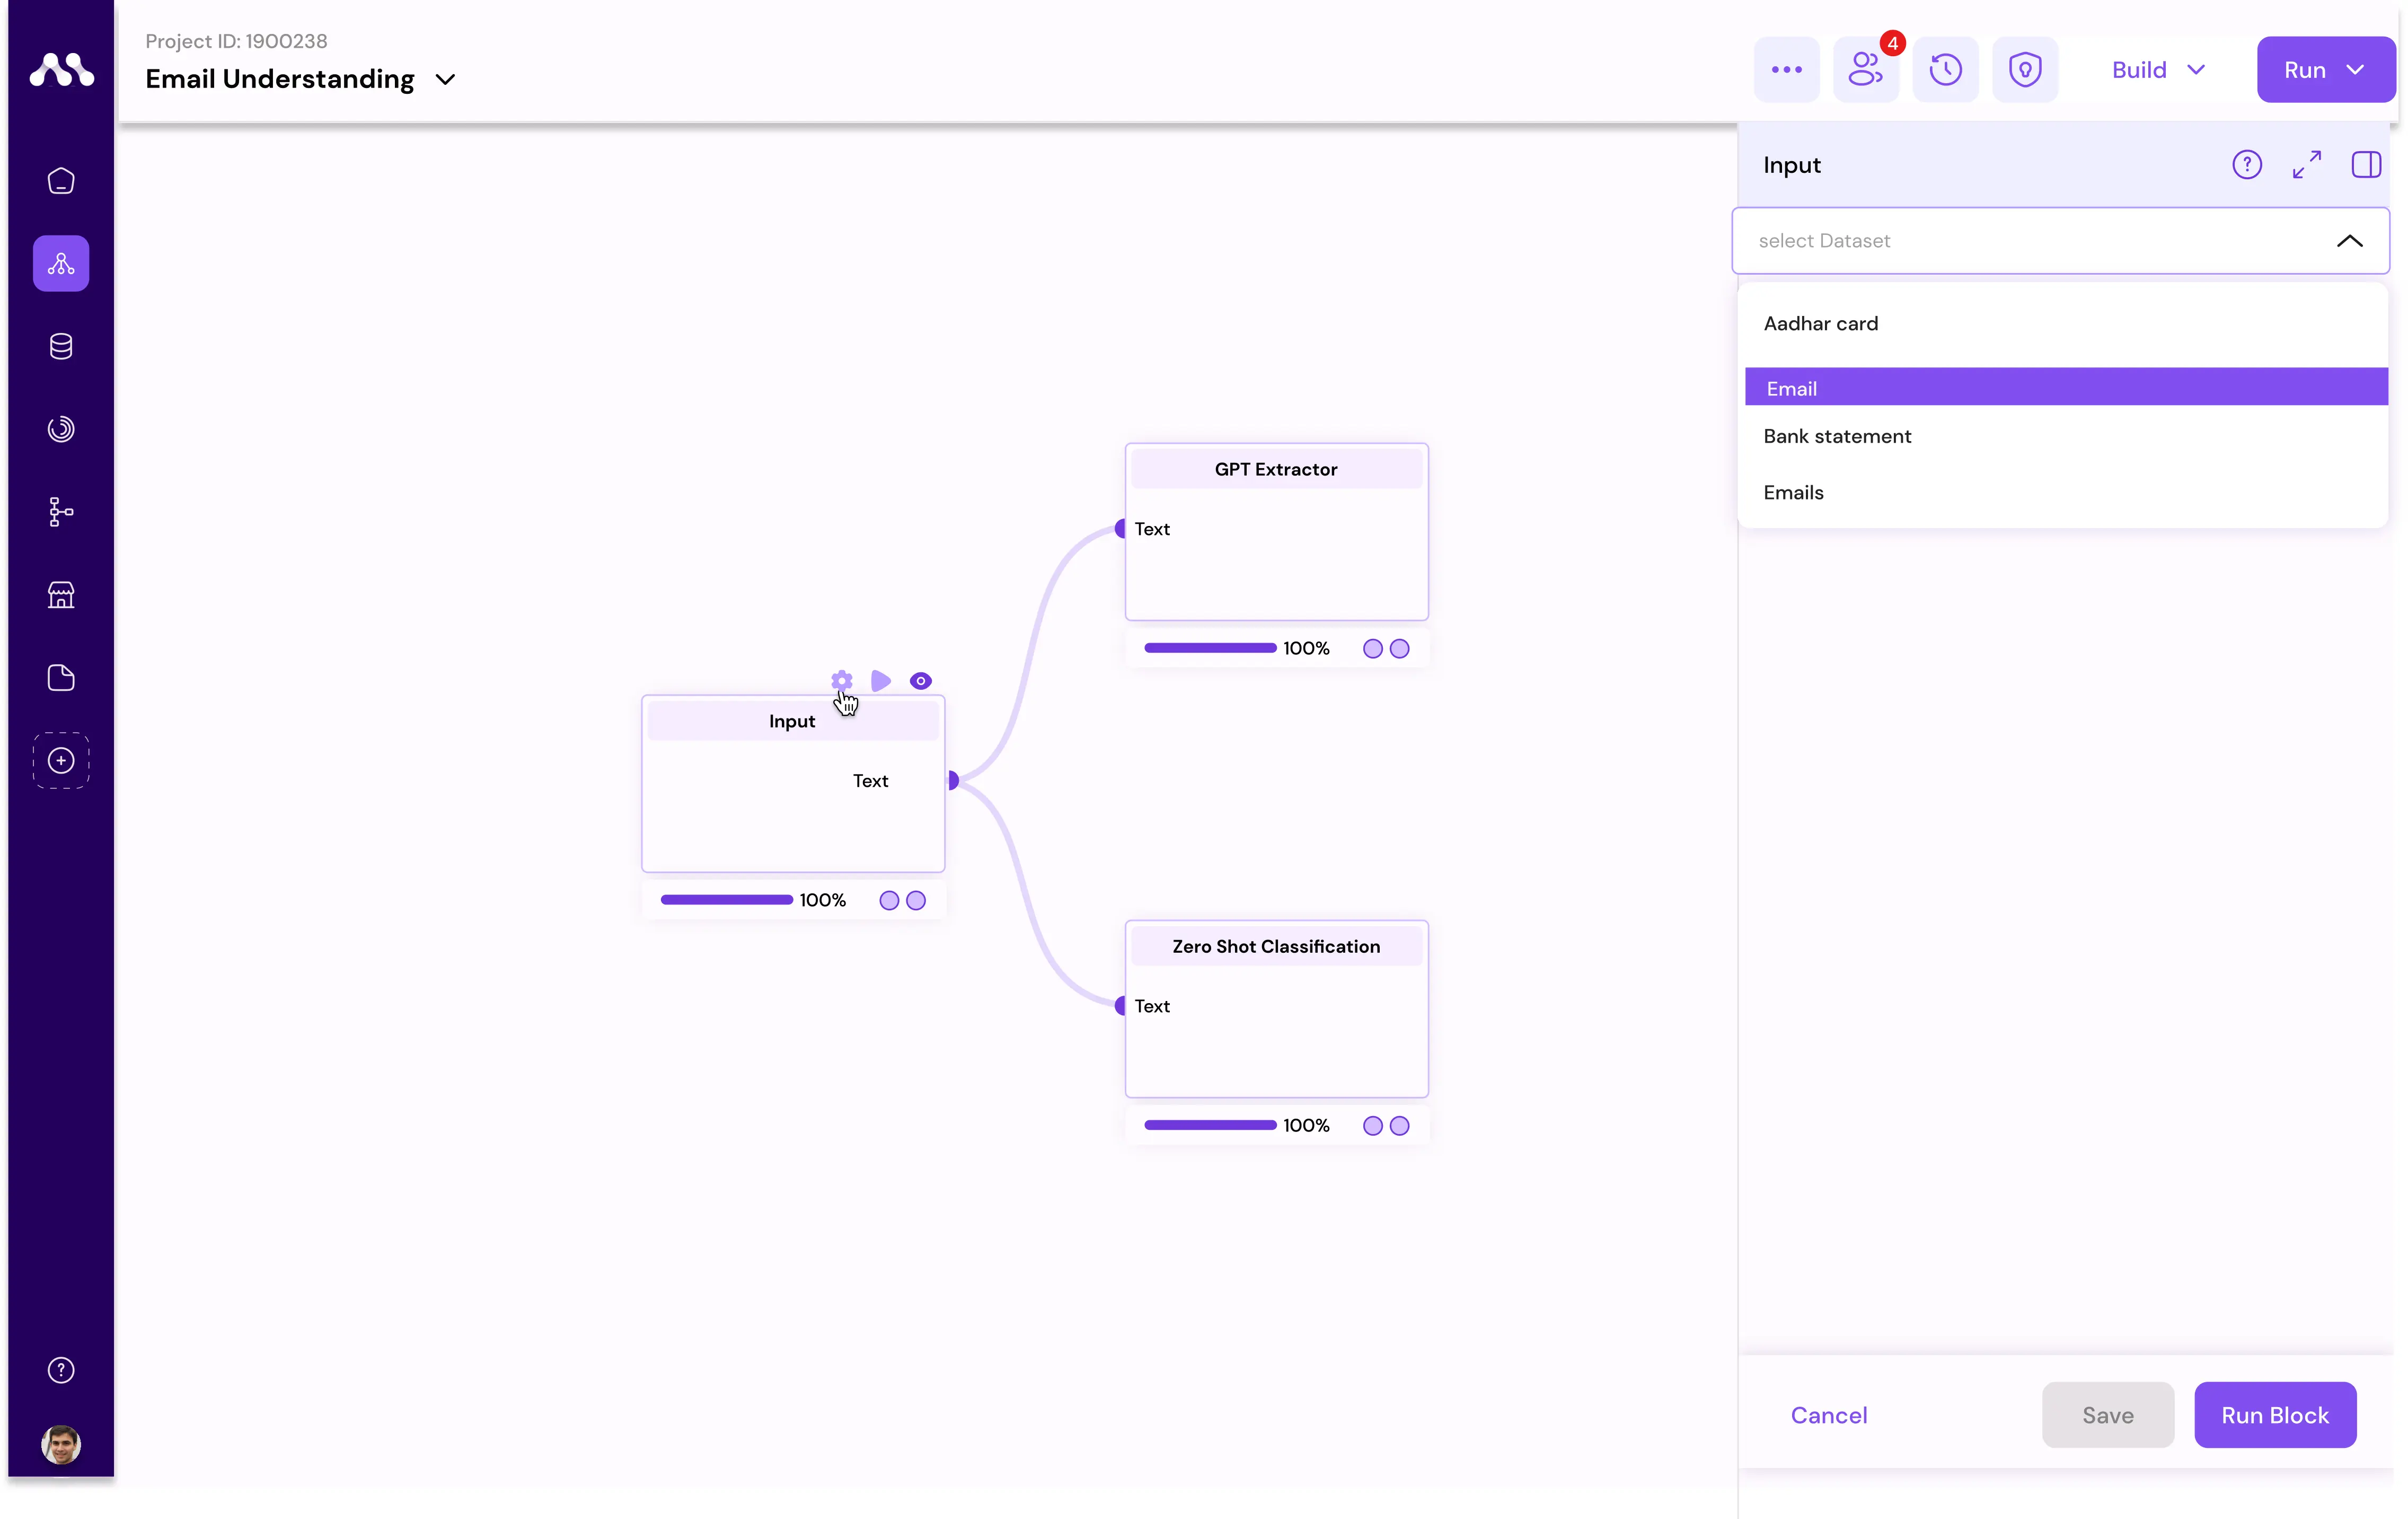 Project ID: 1900238
Email Understanding
4
Build
Run
Input
select Dataset
Aadhar card
Email
Bank statement
Emails
GPT Extractor
Text
100%
Input
Text
100%
Zero Shot Classification
Text
100%
Cancel
Save
Run Block